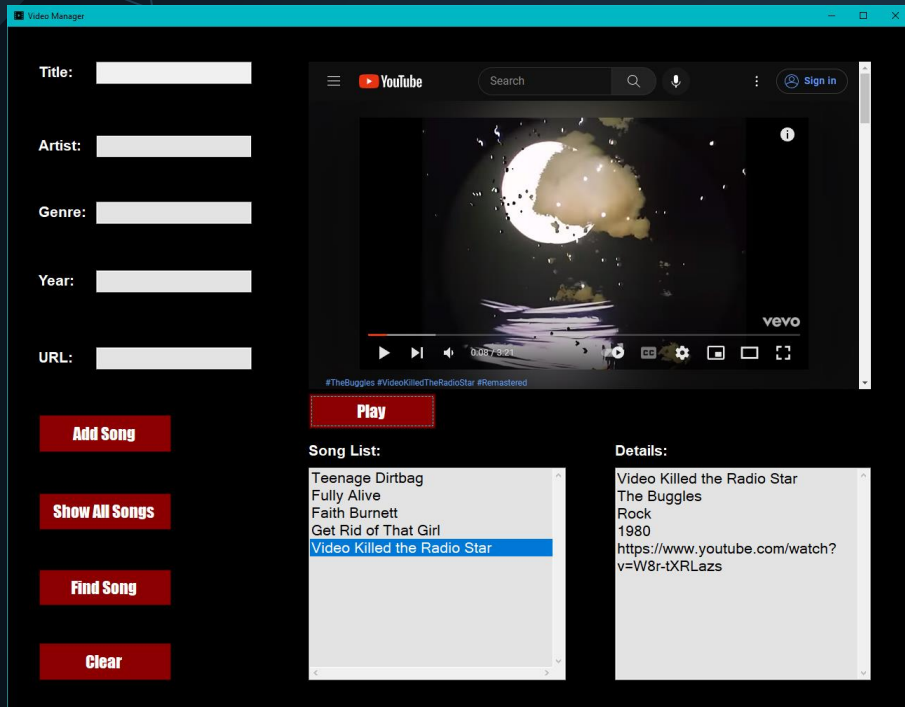 Video Manager
Title:
Artist:
Genre:
Year:
URL:
Add Song
Show All Songs
Find Song
Clear
YouTube
Search
Sign in
vevo
0:08 / 3:21
CC
#TheBuggles #VideoKilledTheRadioStar #Remastered
Play
Song List:
Teenage Dirtbag
Fully Alive
Faith Burnett
Get Rid of That Girl
Video Killed the Radio Star
Details:
Video Killed the Radio Star
The Buggles
Rock
1980
https://www.youtube.com/watch?
v=W8r-tXRLazs